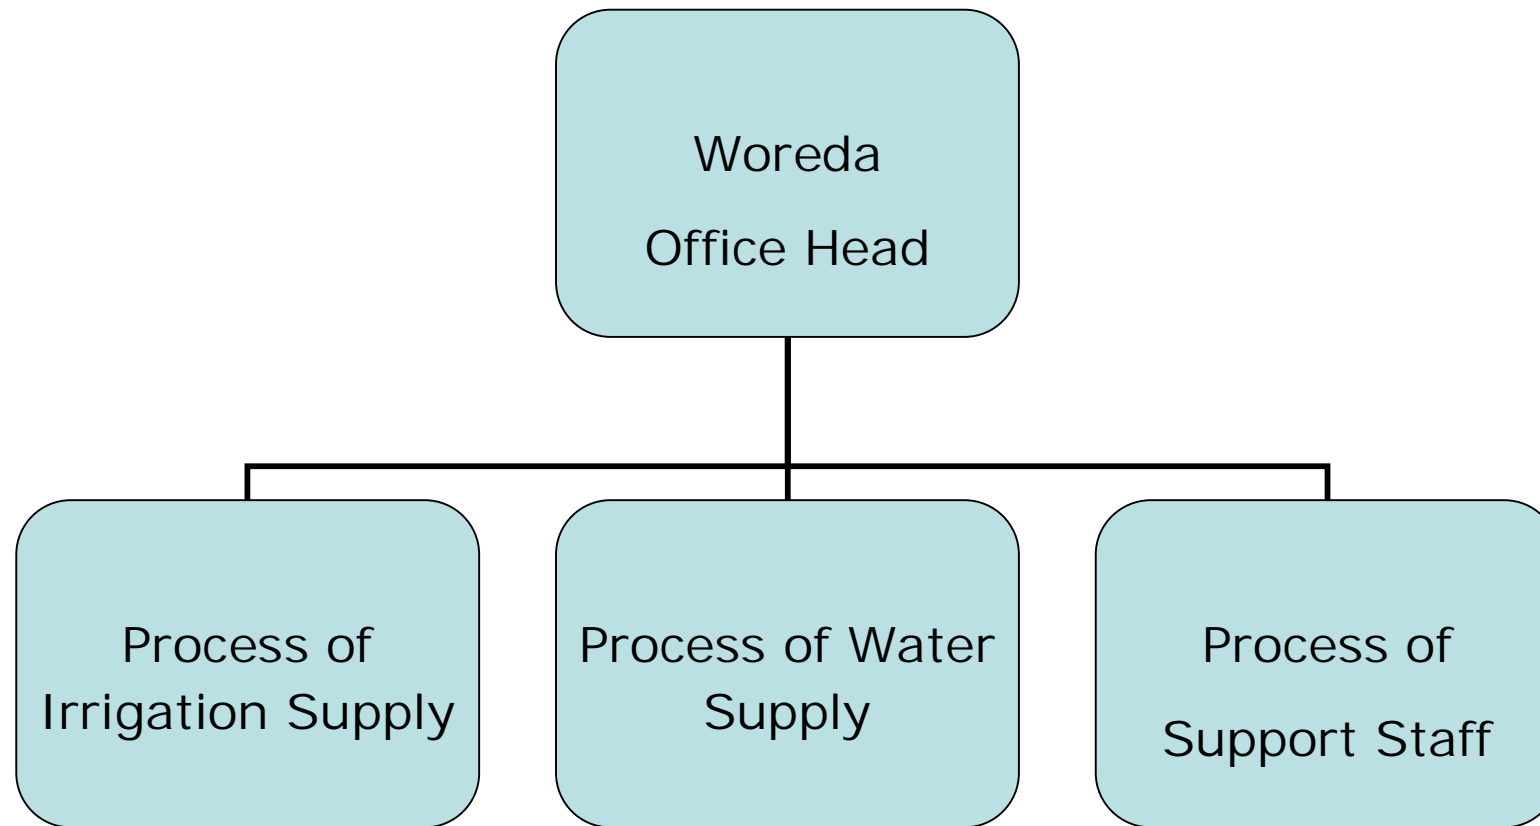 Woreda
Office Head
Process of
Irrigation Supply
Process of Water
Supply
Process of
Support Staff